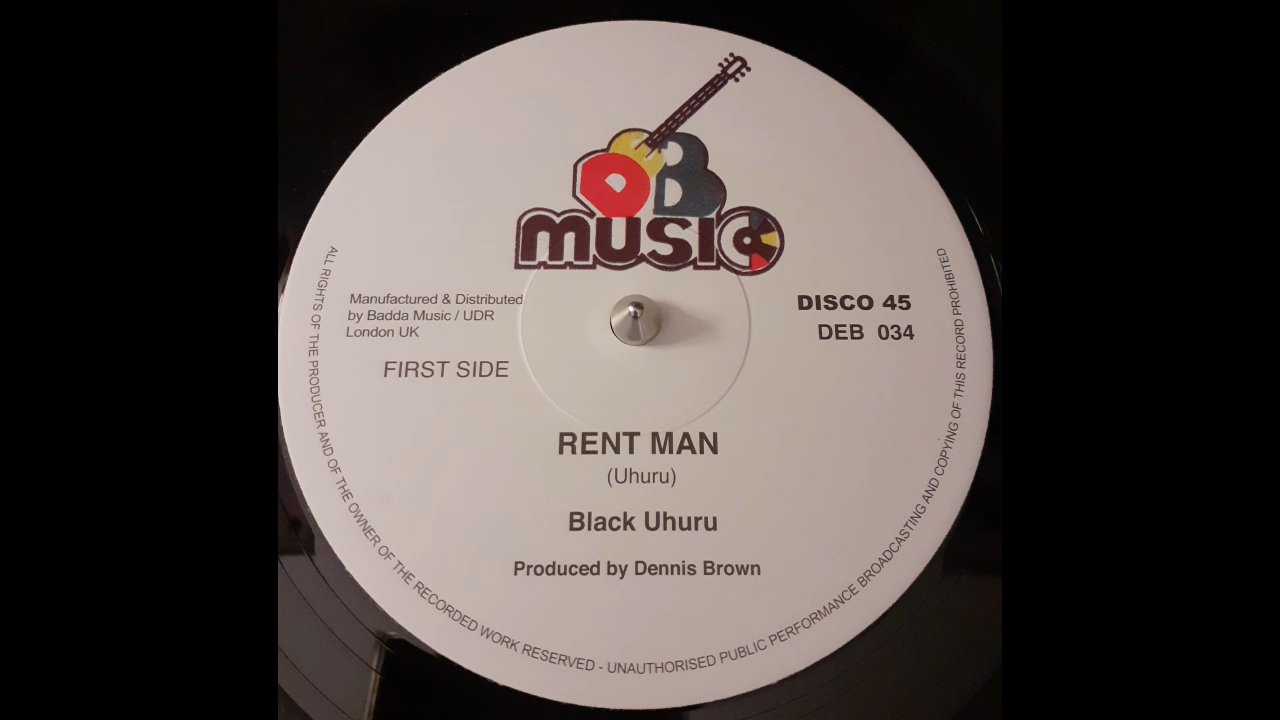 DB
MUSIC
Manufactured & Distributed
by Badda Music / UDR
London UK
FIRST SIDE
DISCO 45
DEB 034
RENT MAN
(Uhuru)
Black Uhuru
Produced by Dennis Brown
ALL RIGHTS OF THE PRODUCER AND OF THE OWNER OF THE RECORDED WORK RESERVED - UNAUTHORISED PUBLIC PERFORMANCE BROADCASTING AND COPYING OF THIS RECORD PROHIBITED